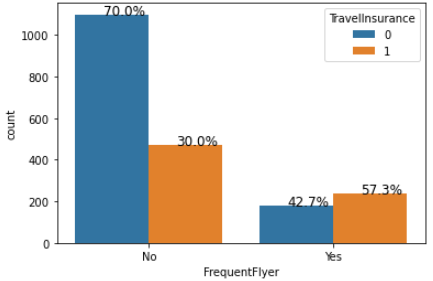 TravelInsurance
0
1
70.0%
30.0%
42.7%
57.3%
1000
800
600
400
200
0
count
No
Yes
FrequentFlyer